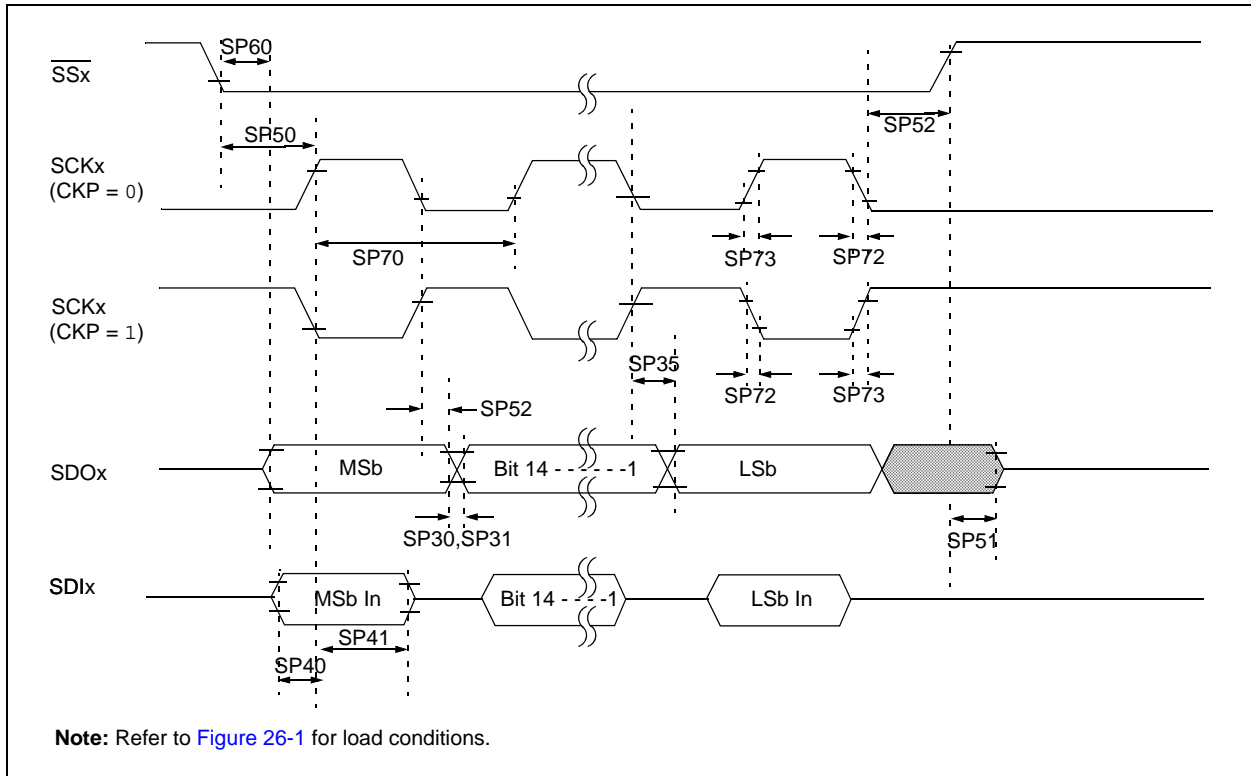 SP60
SSx
SP50
SP52
SCKx
(CKP = 0)
SP70
SP73
SP72
SCKx
(CKP = 1)
SP35
SP72
SP73
SP52
MSb
Bit 14 - - - - - -1
LSb
SDOx
SP30,SP31
SP51
SDIx
MSb In
Bit 14 - - - -1
LSb In
SP41
SP40
Note: Refer to Figure 26-1 for load conditions.